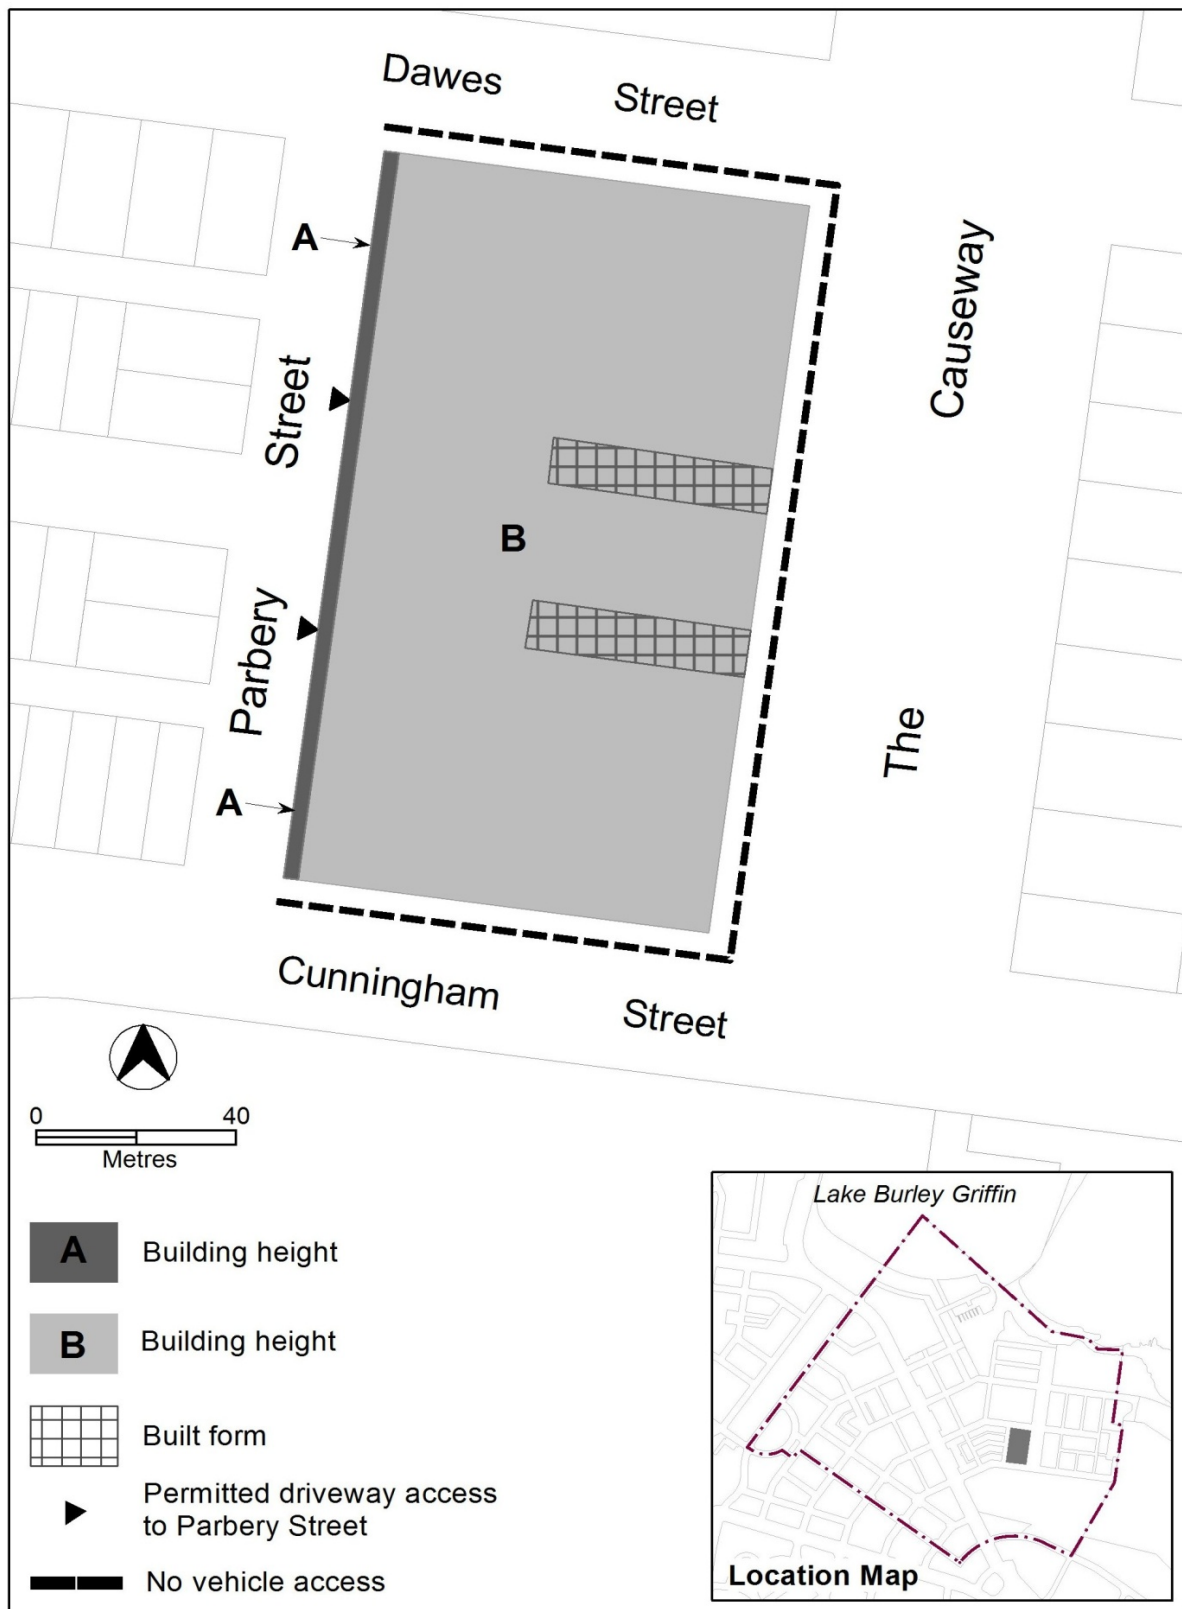 Dawes Street
A
Street
Causeway
B
Parbery
The
A
Cunningham Street
0 40
Metres
A Building height
B Building height
Built form
Permitted driveway access
to Parbery Street
No vehicle access
Lake Burley Griffin
Location Map